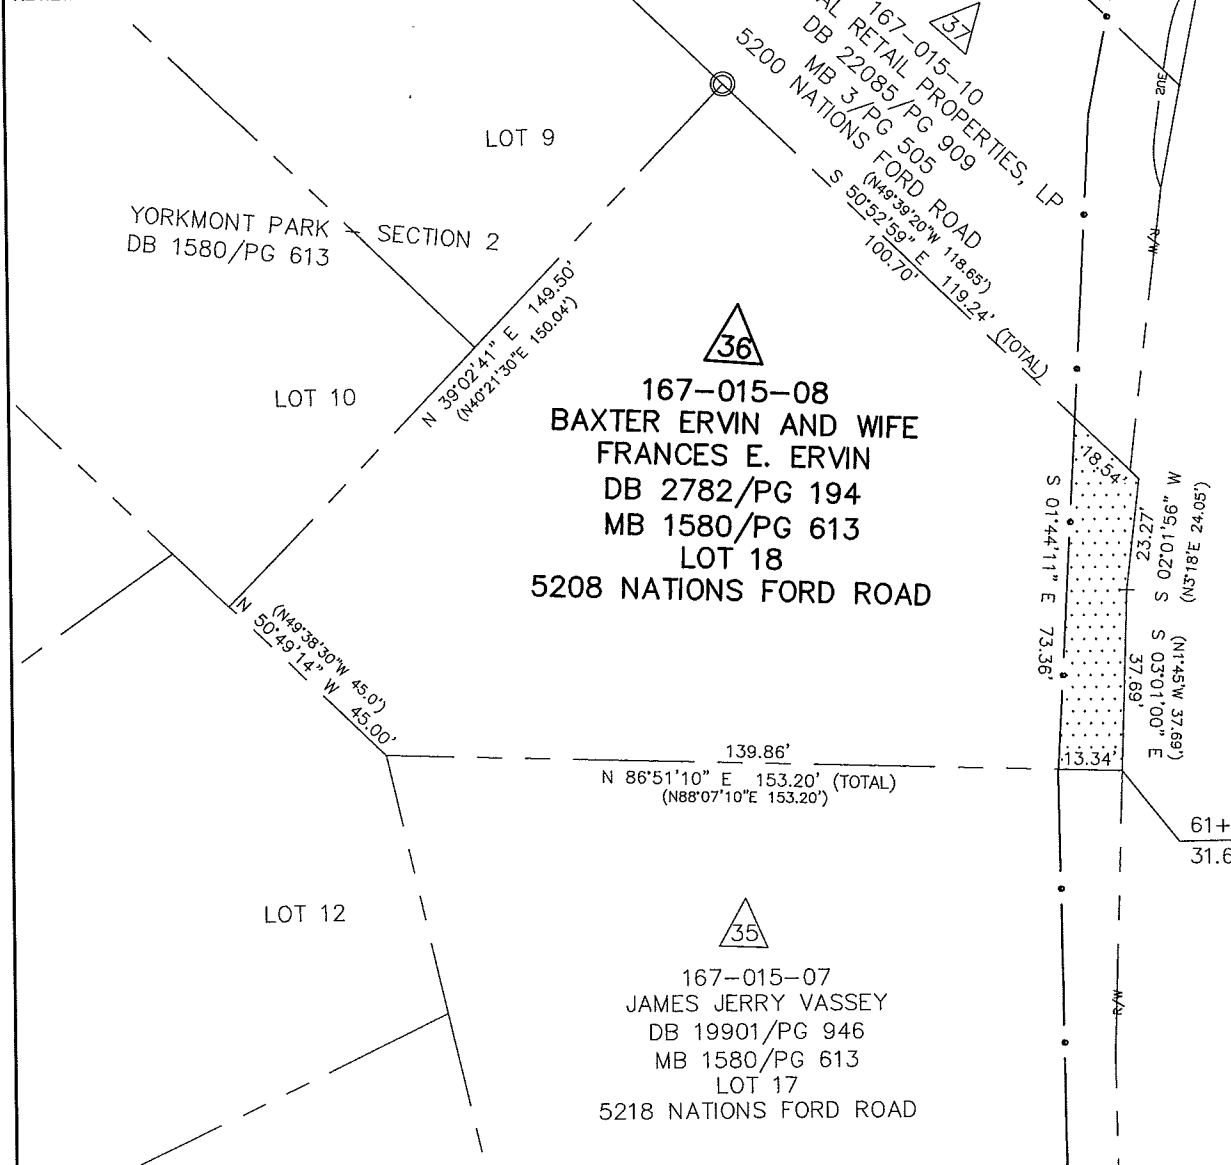 37
167-015-10
AL RETAIL PROPERTIES, LP
DB 22085/PG 909
MB 3/PG 505
5200 NATIONS FORD ROAD
(N49°39'20"W 118.65')
S 50°52'59" E 119.24' (TOTAL)
100.70'
LOT 9
YORKMONT PARK - SECTION 2
DB 1580/PG 613
N 39°02'41" E 149.50'
(N40°21'30"E 150.04')
LOT 10
36
167-015-08
BAXTER ERVIN AND WIFE
FRANCES E. ERVIN
DB 2782/PG 194
MB 1580/PG 613
LOT 18
5208 NATIONS FORD ROAD
R/W
18.54'
S 01°44'11" E 73.36'
23.27'
S 02°01'56" W
(N3°18'E 24.05')
(N1°45'W 37.69')
S 03°01'00" E
37.69'
13.34'
(N49°38'30"W 45.0')
N 50°49'14" W 45.00'
139.86'
N 86°51'10" E 153.20' (TOTAL)
(N88°07'10"E 153.20')
61+
31.6
LOT 12
35
167-015-07
JAMES JERRY VASSEY
DB 19901/PG 946
MB 1580/PG 613
LOT 17
5218 NATIONS FORD ROAD
R/W